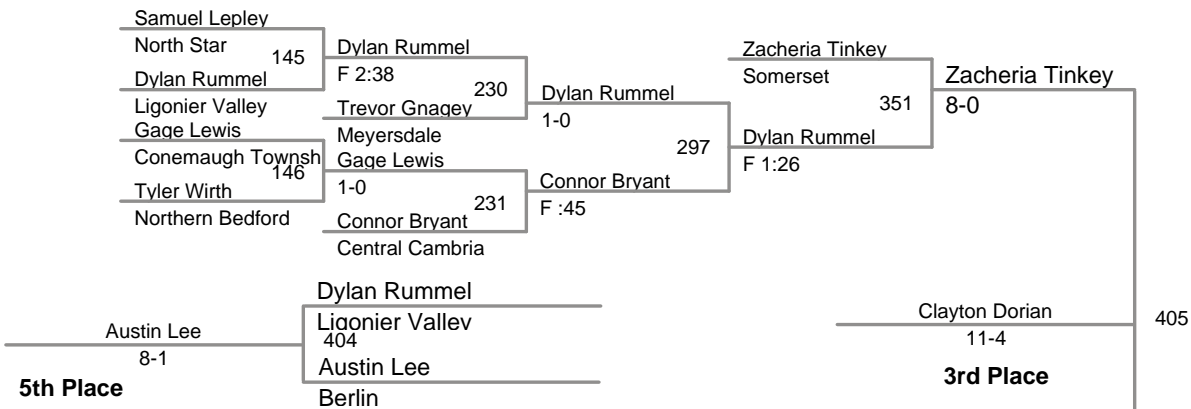 Samuel Lepley
North Star
145
Dylan Rummel
Ligonier Valley
Gage Lewis
Conemaugh Townsh
146
Tyler Wirth
Northern Bedford
Dylan Rummel
F 2:38
230
Trevor Gnagey
Meyersdale
Gage Lewis
1-0
231
Connor Bryant
Central Cambria
Dylan Rummel
1-0
297
Connor Bryant
F :45
Zacheria Tinkey
Somerset
351
Dylan Rummel
F 1:26
Zacheria Tinkey
8-0
Dylan Rummel
Ligonier Valley
404
Austin Lee
Berlin
Austin Lee
8-1
5th Place
Clayton Dorian
11-4
405
3rd Place